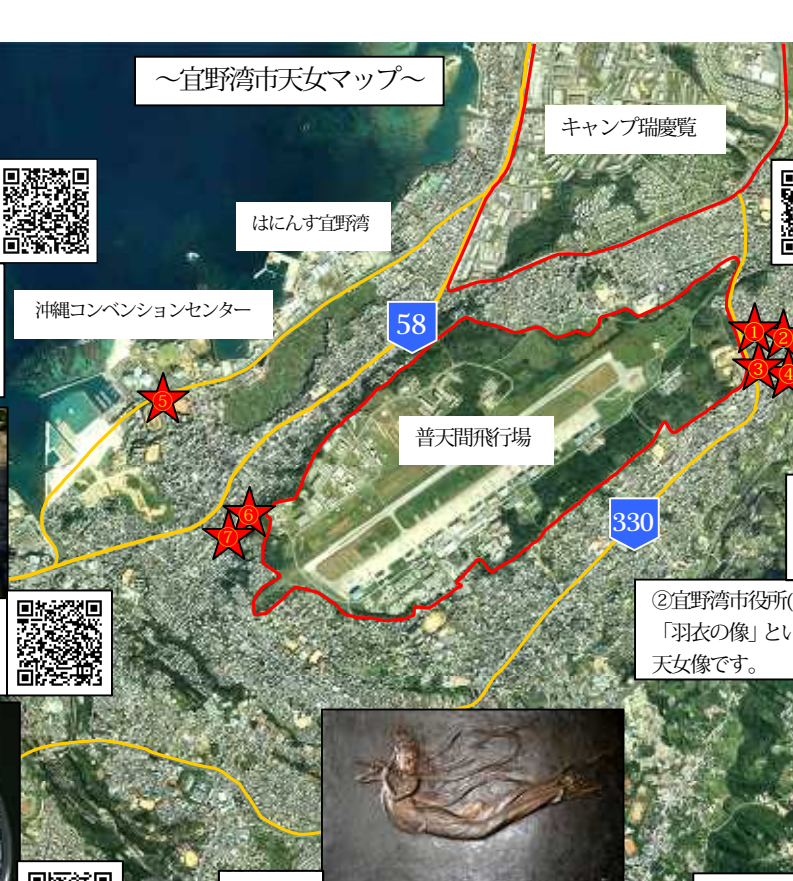 ～宜野湾市天女マップ～
キャンプ瑞慶覧
はにんす宜野湾
沖縄コンベンションセンター
58
①
②
③
④
⑤
普天間飛行場
⑥
⑦
330
②宜野湾市役所(
「羽衣の像」とい
天女像です。